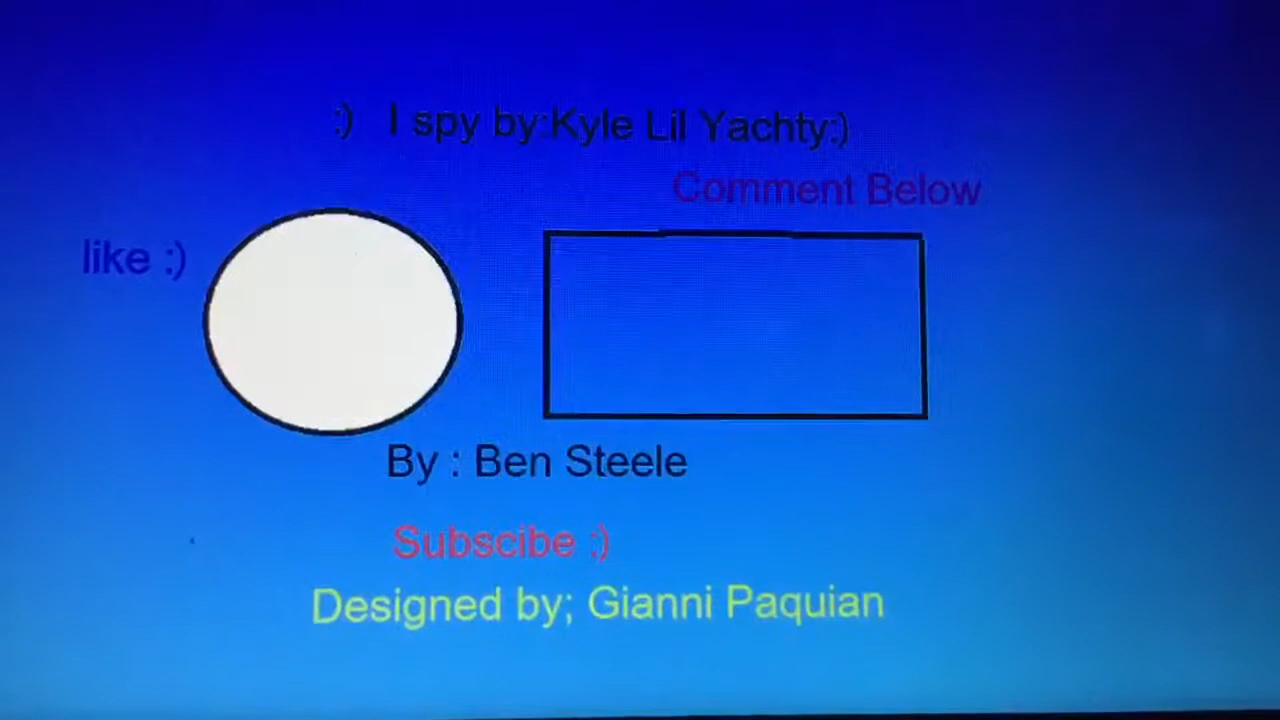 :) I spy by:Kyle Lil Yachty:)
Comment Below
like :)
By : Ben Steele
Subscibe :)
Designed by; Gianni Paquian